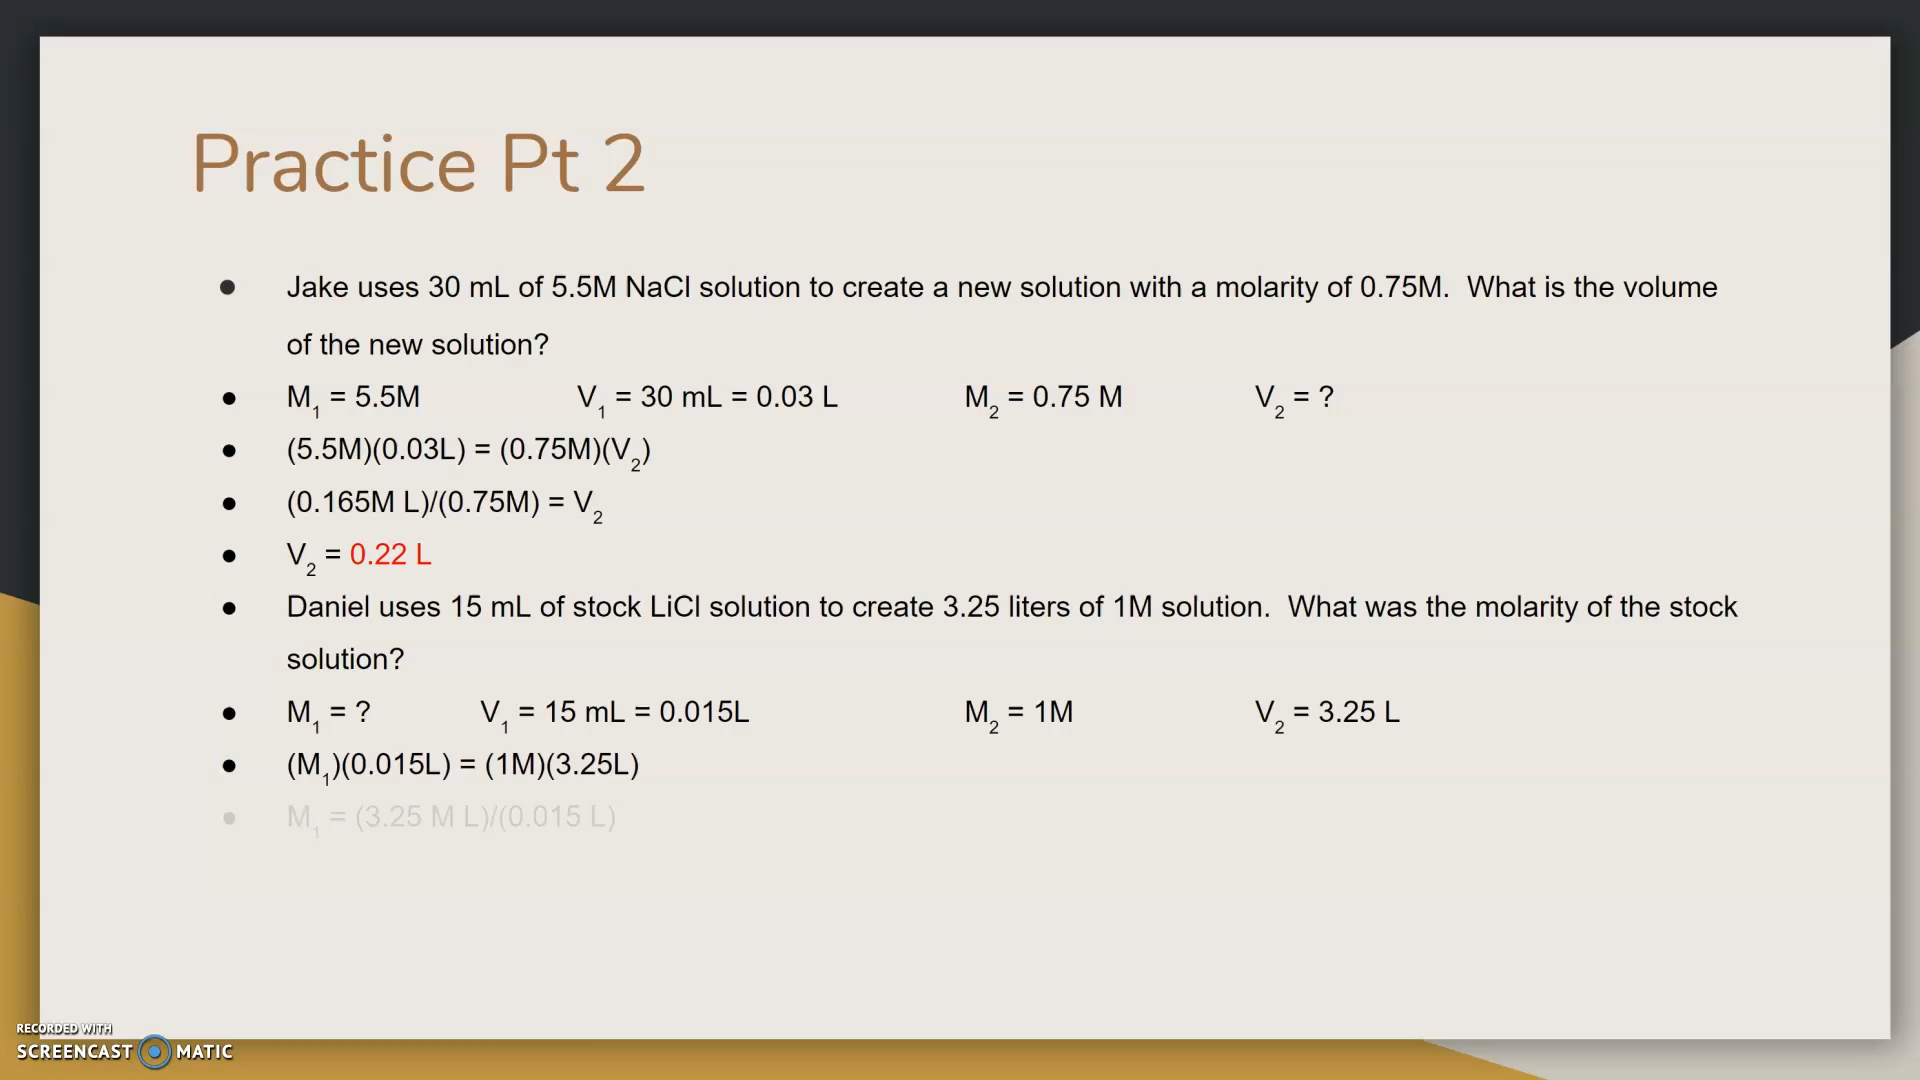 Practice Pt 2
● Jake uses 30 mL of 5.5M NaCl solution to create a new solution with a molarity of 0.75M. What is the volume
of the new solution?
● M₁ = 5.5M V₁ = 30 mL = 0.03 L M₂ = 0.75 M V₂ = ?
● (5.5M)(0.03L) = (0.75M)(V₂)
● (0.165M L)/(0.75M) = V₂
● V₂ = 0.22 L
● Daniel uses 15 mL of stock LiCl solution to create 3.25 liters of 1M solution. What was the molarity of the stock
solution?
● M₁ = ? V₁ = 15 mL = 0.015L M₂ = 1M V₂ = 3.25 L
● (M₁)(0.015L) = (1M)(3.25L)
● M₁ = (3.25 M L)/(0.015 L)
RECORDED WITH
SCREENCAST MATIC